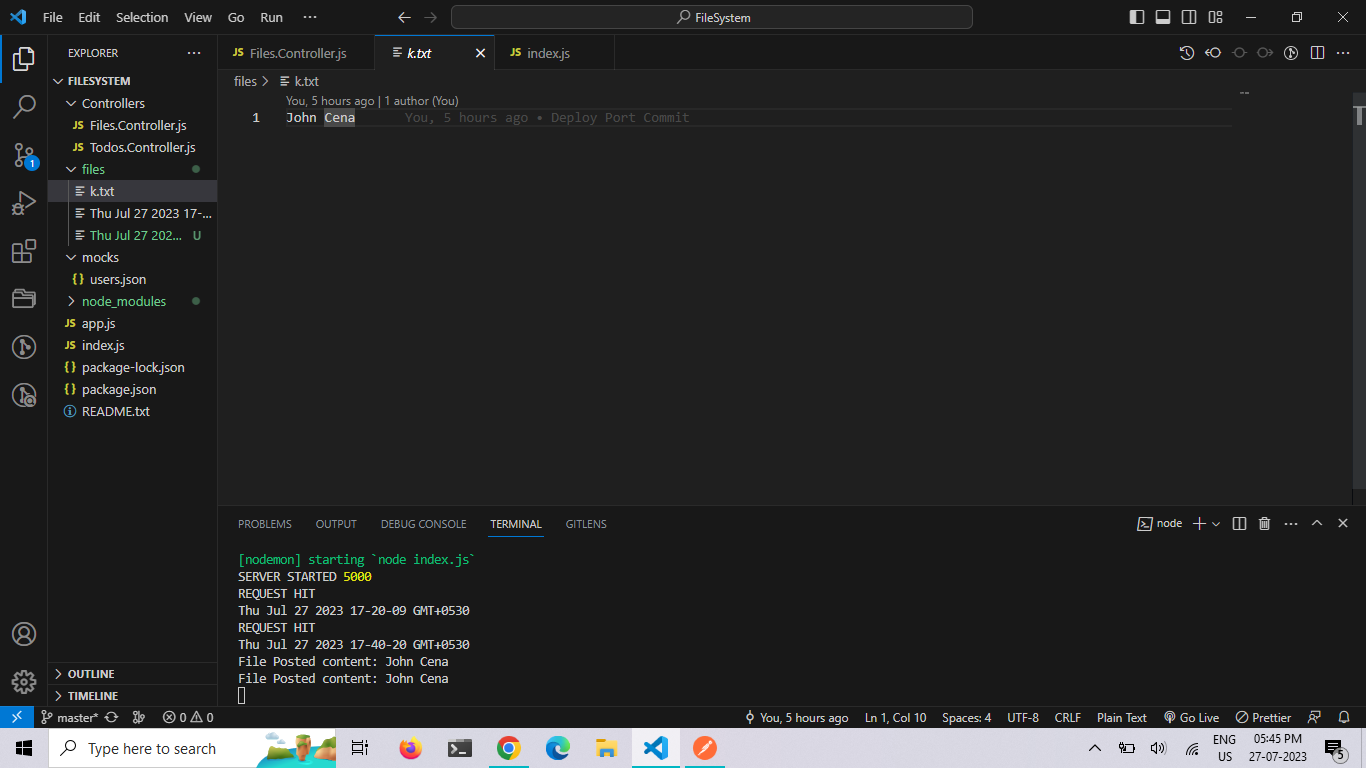 File Edit Selection View Go Run ··· FileSystem
EXPLORER ···
Files.Controller.js k.txt index.js
FILESYSTEM
Controllers
JS Files.Controller.js
JS Todos.Controller.js
files
k.txt
Thu Jul 27 2023 17-...
Thu Jul 27 202... U
mocks
{} users.json
node_modules
JS app.js
JS index.js
{} package-lock.json
{} package.json
README.txt
OUTLINE
TIMELINE
files > k.txt
You, 5 hours ago | 1 author (You)
1 John Cena You, 5 hours ago • Deploy Port Commit
PROBLEMS OUTPUT DEBUG CONSOLE TERMINAL GITLENS node
[nodemon] starting `node index.js`
SERVER STARTED 5000
REQUEST HIT
Thu Jul 27 2023 17-20-09 GMT+0530
REQUEST HIT
Thu Jul 27 2023 17-40-20 GMT+0530
File Posted content: John Cena
File Posted content: John Cena
master* 0 0 You, 5 hours ago Ln 1, Col 10 Spaces: 4 UTF-8 CRLF Plain Text Go Live Prettier
Type here to search
ENG
US
05:45 PM
27-07-2023
5
1